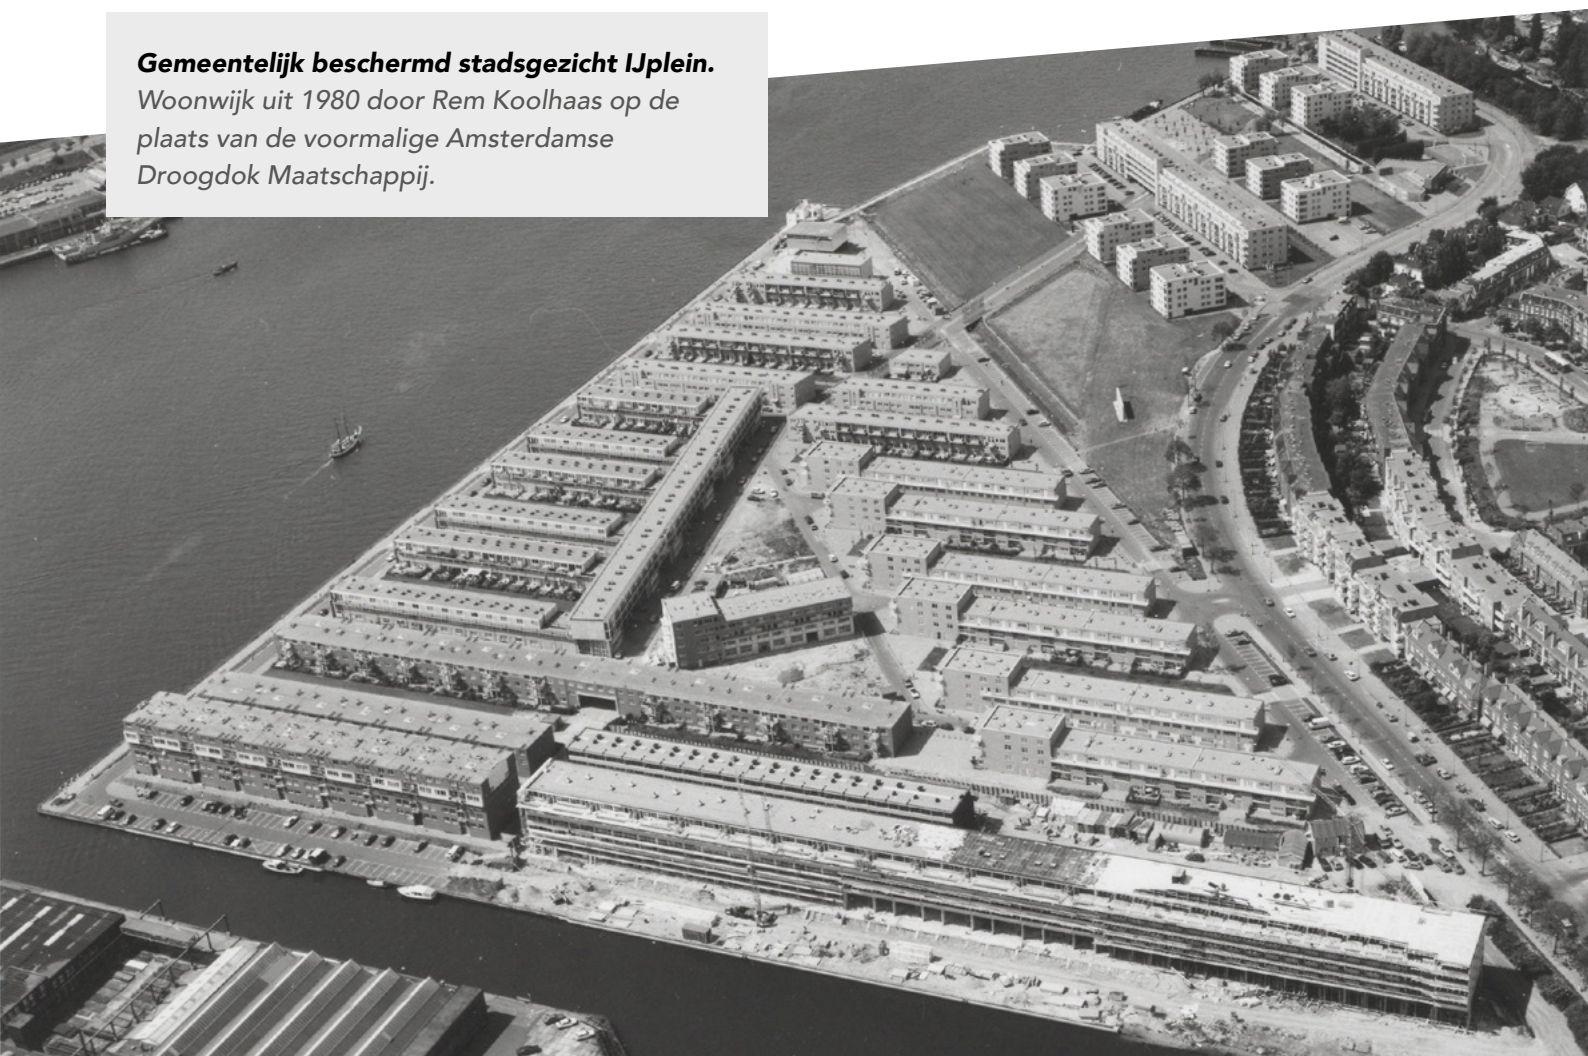 Gemeentelijk beschermd stadsgezicht IJplein.
Woonwijk uit 1980 door Rem Koolhaas op de
plaats van de voormalige Amsterdamse
Droogdok Maatschappij.